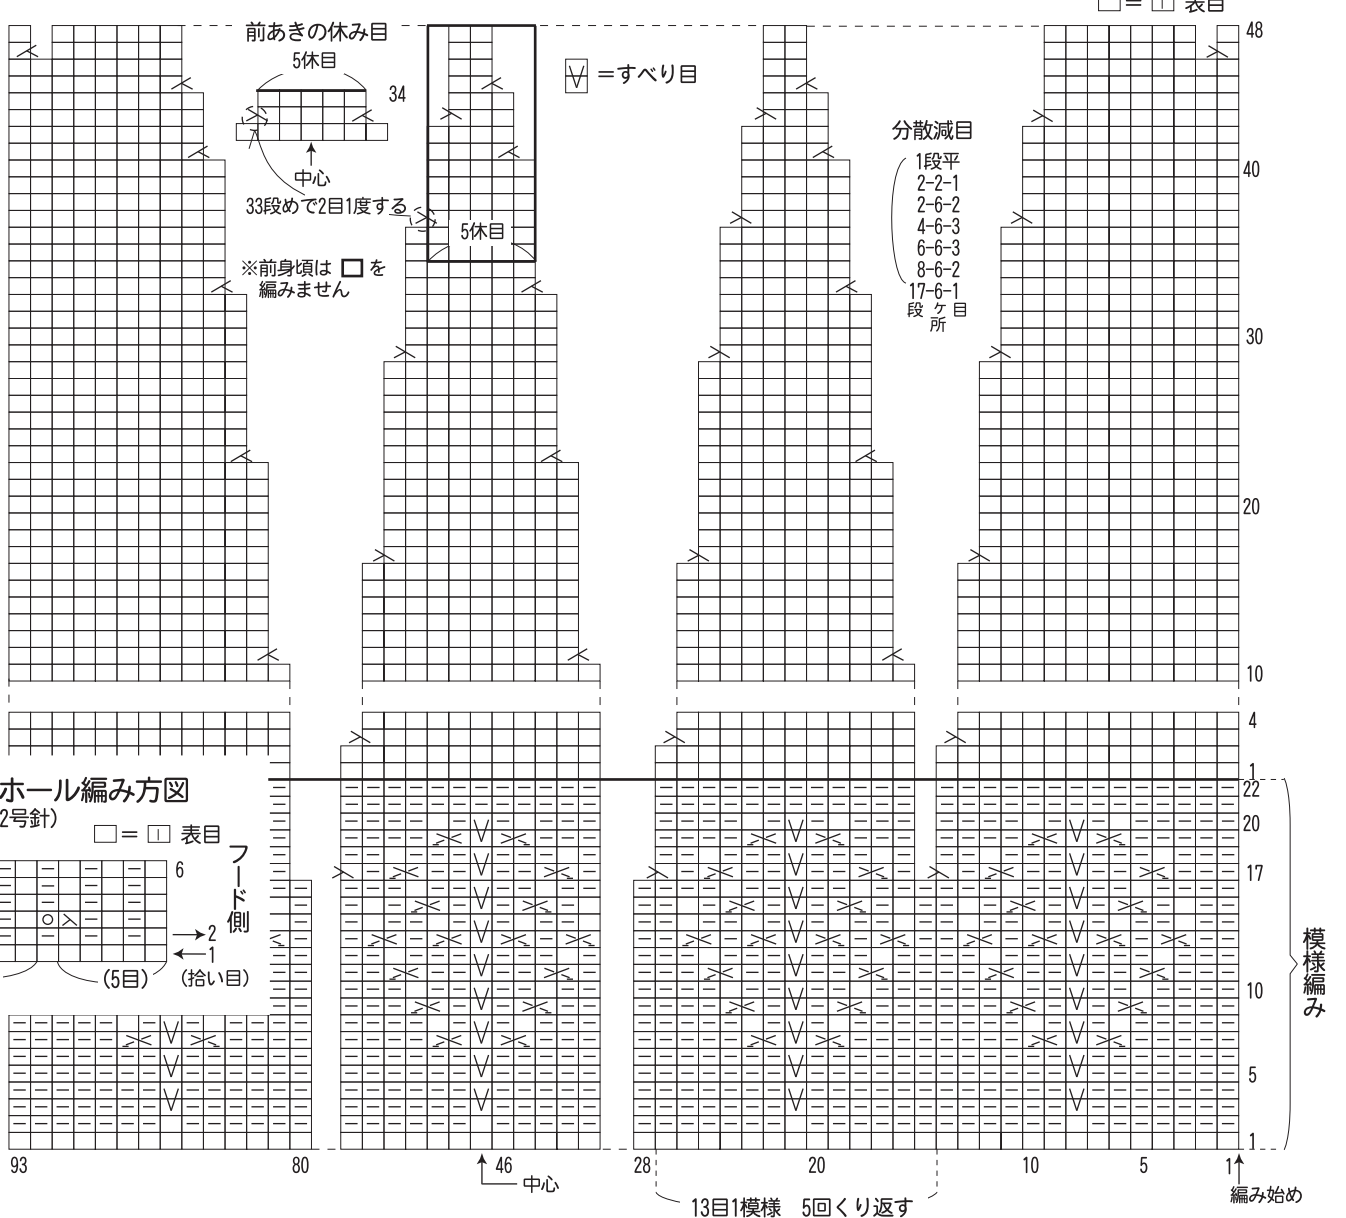 □=｜ 表目
48
前あきの休み目
5休目
34
中心
33段めで2目1度する
※前身頃は□を
編みません
5休目
V=すべり目
分散減目
1段平
2-2-1
2-6-2
4-6-3
6-6-3
8-6-2
17-6-1
段 ヶ 目
所
40
30
20
10
4
1
22
20
17
10
5
1
模様編み
ホール編み方図
2号針)
□=｜ 表目
フード側
6
→2
←1
(5目)
(拾い目)
93
80
46
中心
28
20
10
5
1
編み始め
13目1模様 5回くり返す